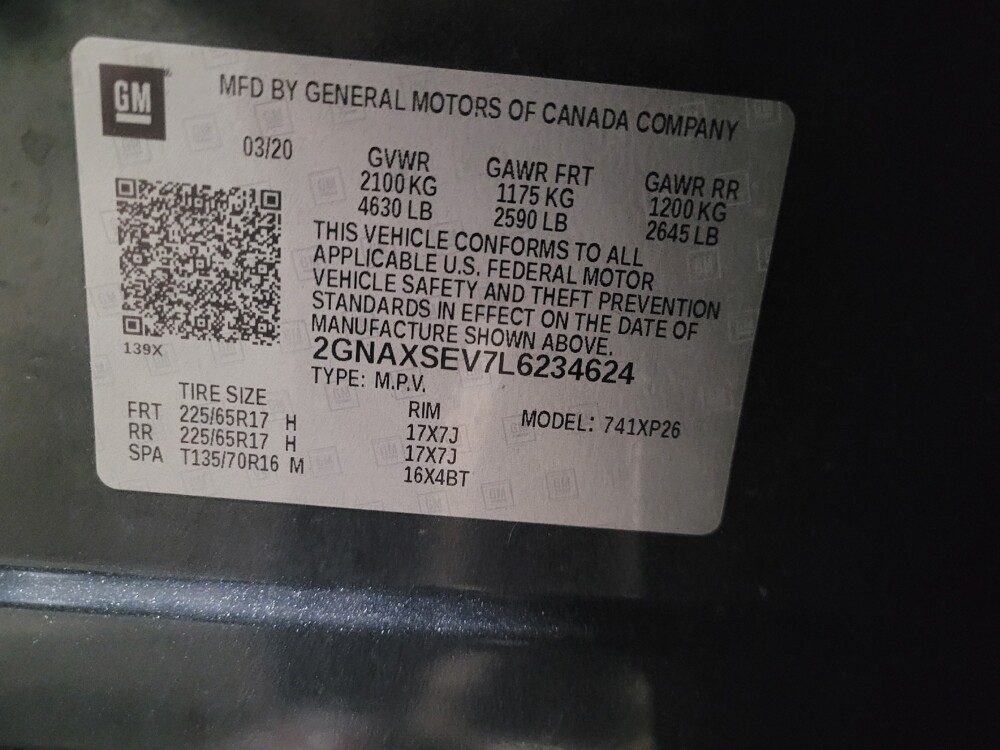 GM
MFD BY GENERAL MOTORS OF CANADA COMPANY
03/20
GVWR GAWR FRT GAWR RR
2100 KG 1175 KG 1200 KG
4630 LB 2590 LB 2645 LB
THIS VEHICLE CONFORMS TO ALL
APPLICABLE U.S. FEDERAL MOTOR
VEHICLE SAFETY AND THEFT PREVENTION
STANDARDS IN EFFECT ON THE DATE OF
MANUFACTURE SHOWN ABOVE.
139X
2GNAXSEV7L6234624
TYPE: M.P.V.
TIRE SIZE RIM MODEL: 741XP26
FRT 225/65R17 H 17X7J
RR 225/65R17 H 17X7J
SPA T135/70R16 M 16X4BT